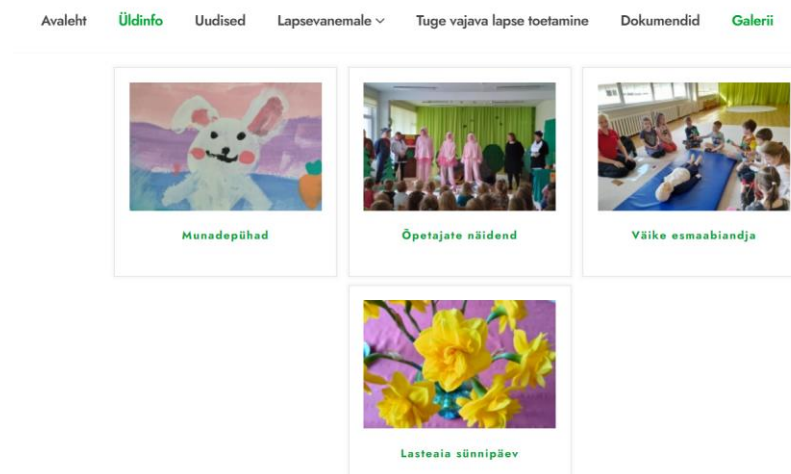 Avaleht Üldinfo Uudised Lapsevanemale Tuge vajava lapse toetamine Dokumendid Galerii
Munadepühad Õpetajate näidend Väike esmaabiandja
Lasteaia sünnipäev